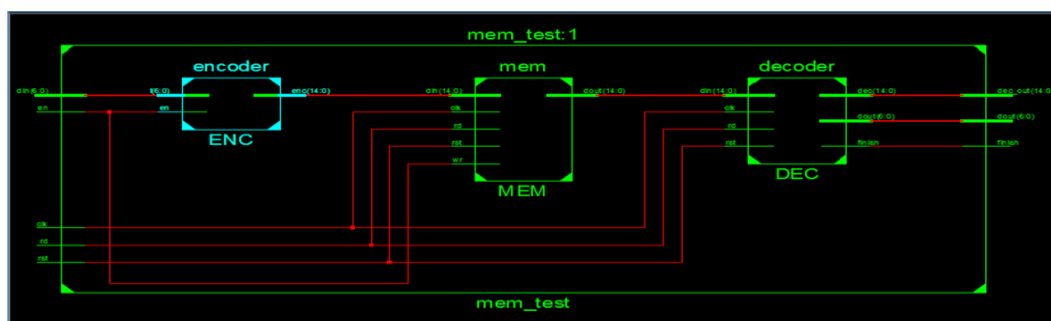 mem_test:1
encoder mem decoder
din(6:0) I(6:0) enc(14:0) din(14:0) dout(14:0) din(14:0) dec(14:0) dec_out(14:0)
en en clk clk
rd rd dout(6:0) dout(6:0)
ENC rst rst finish finish
wr
MEM DEC
clk
rd
rst
mem_test